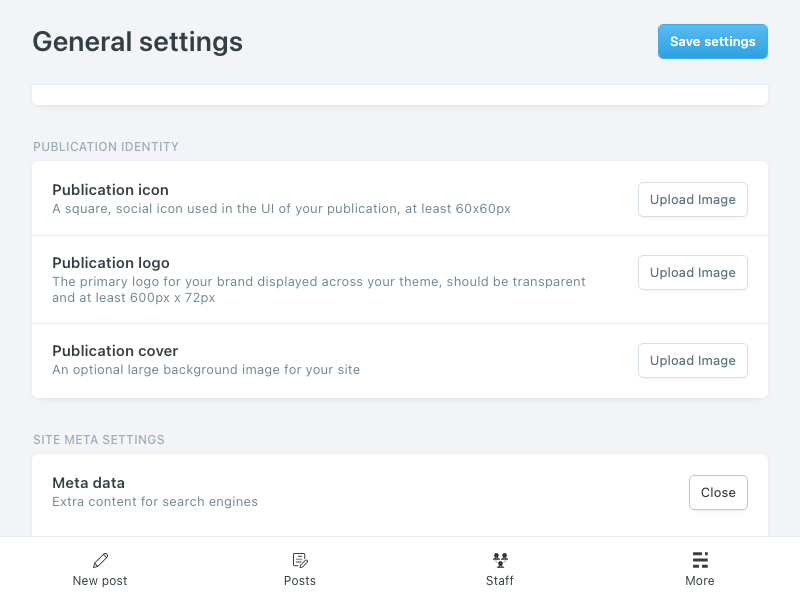 General settings
Save settings
PUBLICATION IDENTITY
Publication icon
A square, social icon used in the UI of your publication, at least 60x60px
Upload Image
Publication logo
The primary logo for your brand displayed across your theme, should be transparent
and at least 600px x 72px
Upload Image
Publication cover
An optional large background image for your site
Upload Image
SITE META SETTINGS
Meta data
Extra content for search engines
Close
New post
Posts
Staff
More